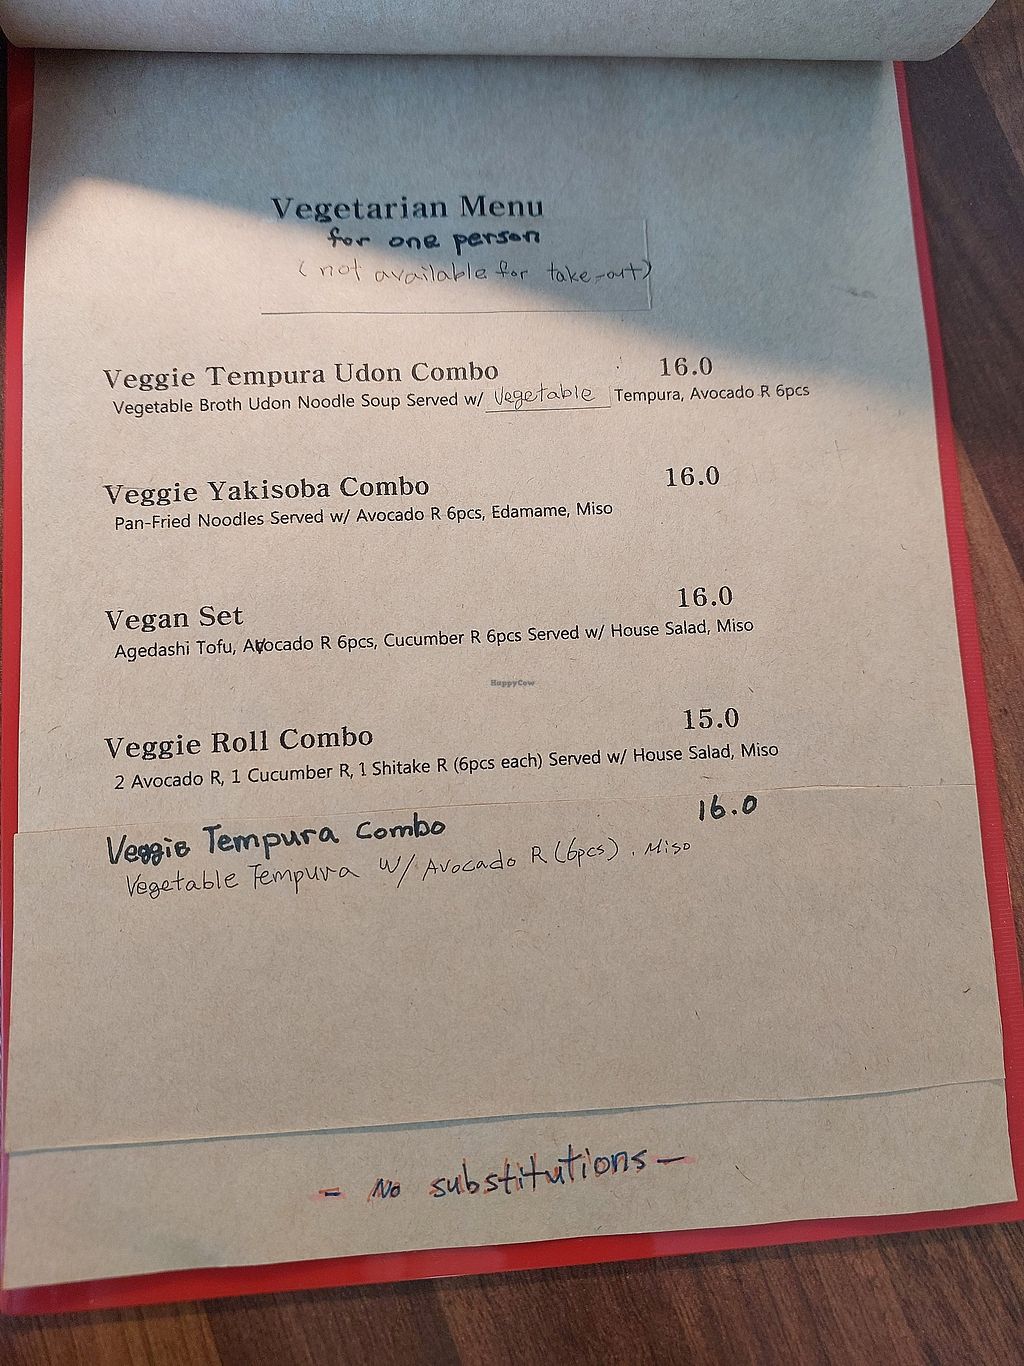 Vegetarian Menu
for one person
(not available for take-out)
Veggie Tempura Udon Combo 16.0
Vegetable Broth Udon Noodle Soup Served w/ Vegetable Tempura, Avocado R 6pcs
Veggie Yakisoba Combo 16.0
Pan-Fried Noodles Served w/ Avocado R 6pcs, Edamame, Miso
Vegan Set 16.0
Agedashi Tofu, Avocado R 6pcs, Cucumber R 6pcs Served w/ House Salad, Miso
HappyCow
Veggie Roll Combo 15.0
2 Avocado R, 1 Cucumber R, 1 Shitake R (6pcs each) Served w/ House Salad, Miso
Veggie Tempura Combo 16.0
Vegetable Tempura w/ Avocado R (6pcs), Miso
- No substitutions -